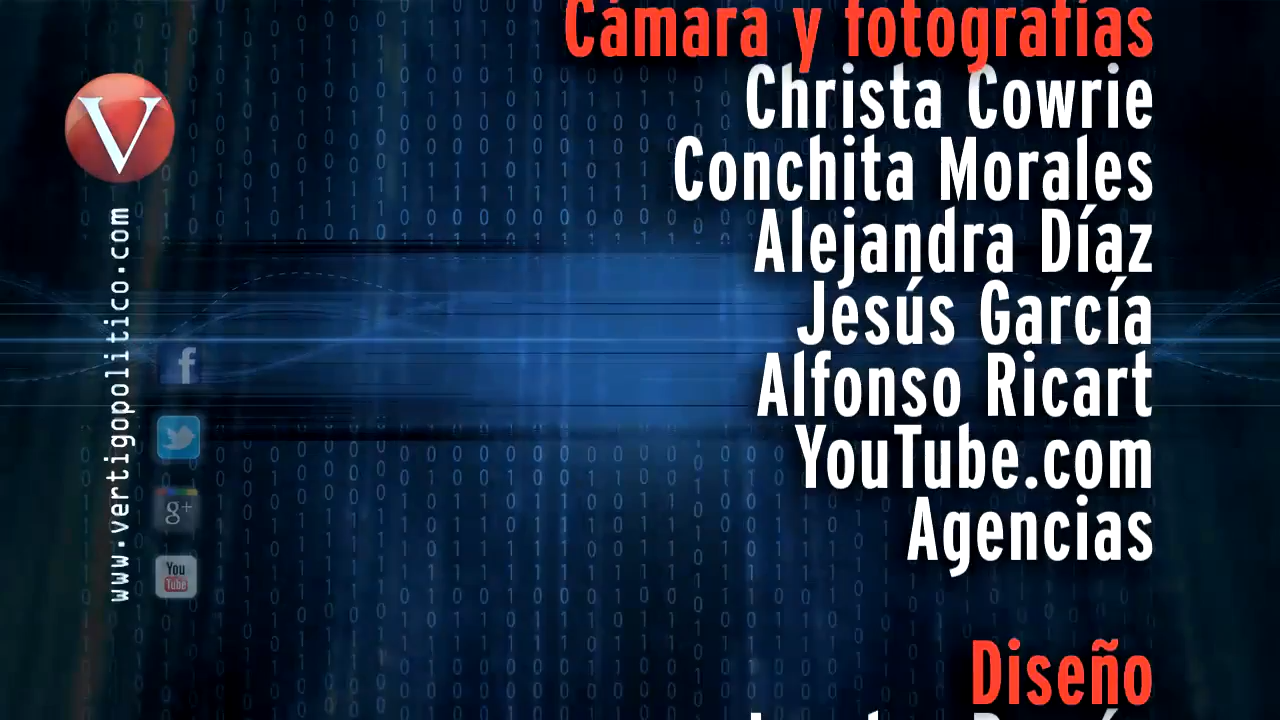 Cámara y fotografías
Christa Cowrie
Conchita Morales
Alejandra Díaz
Jesús García
Alfonso Ricart
YouTube.com
Agencias
Diseño
V
www.vertigopolitico.com
f
g+
You
Tube